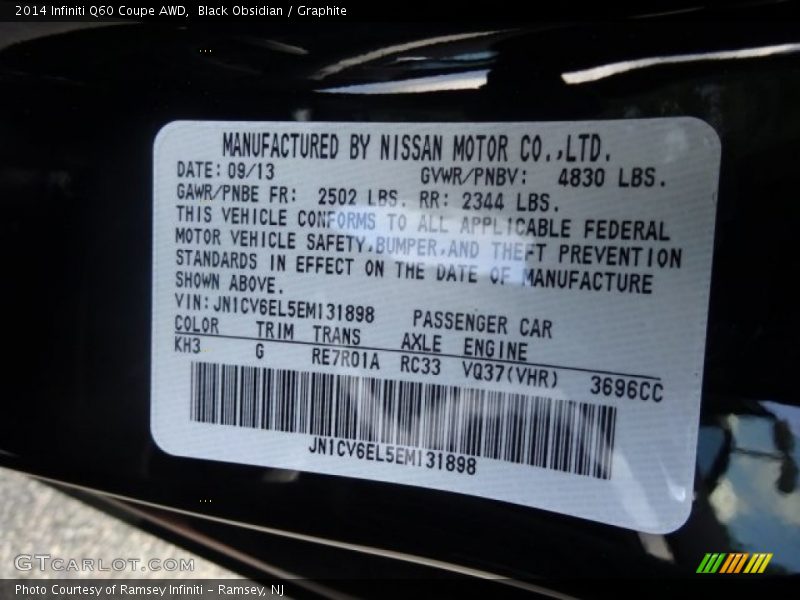 2014 Infiniti Q60 Coupe AWD, Black Obsidian / Graphite
MANUFACTURED BY NISSAN MOTOR CO.,LTD.
DATE: 09/13 GVWR/PNBV: 4830 LBS.
GAWR/PNBE FR: 2502 LBS. RR: 2344 LBS.
THIS VEHICLE CONFORMS TO ALL APPLICABLE FEDERAL
MOTOR VEHICLE SAFETY,BUMPER,AND THEFT PREVENTION
STANDARDS IN EFFECT ON THE DATE OF MANUFACTURE
SHOWN ABOVE.
VIN: JN1CV6EL5EM131898 PASSENGER CAR
COLOR TRIM TRANS AXLE ENGINE
KH3 G RE7R01A RC33 VQ37(VHR) 3696CC
JN1CV6EL5EM131898
GTCARLOT.COM
Photo Courtesy of Ramsey Infiniti - Ramsey, NJ